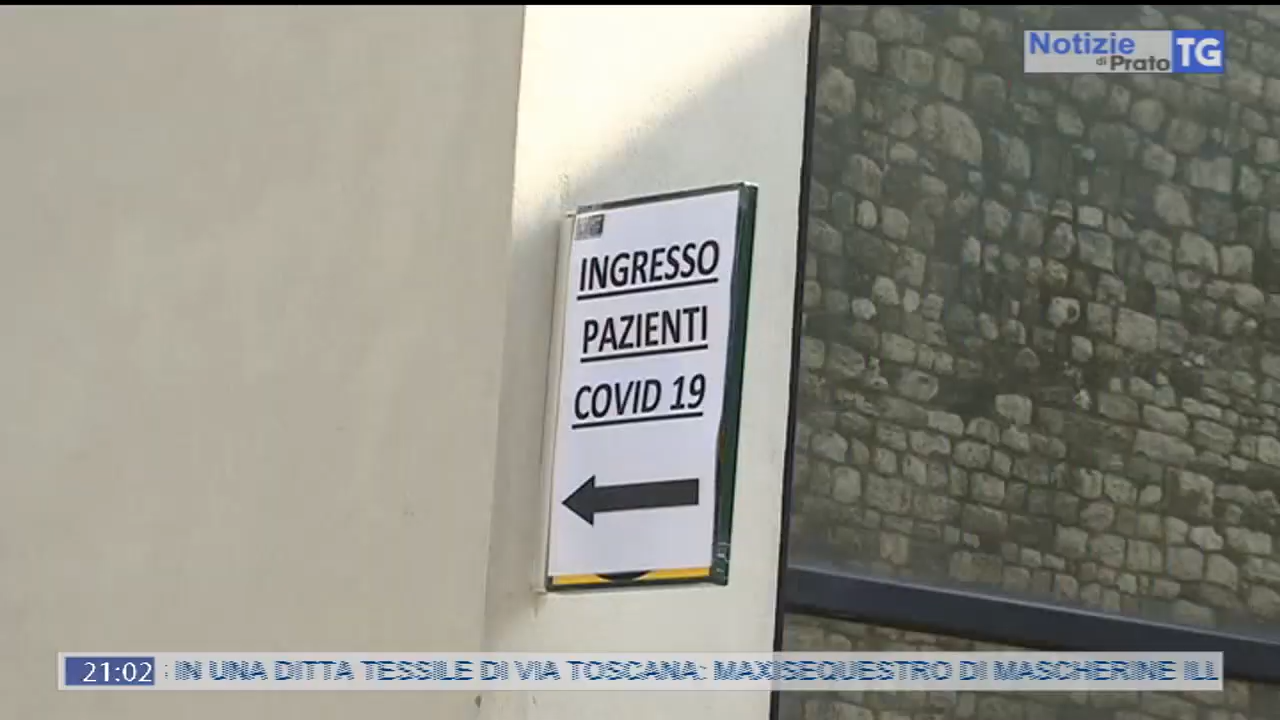 Notizie
di Prato TG
INGRESSO
PAZIENTI
COVID 19
21:02 IN UNA DITTA TESSILE DI VIA TOSCANA: MAXISEQUESTRO DI MASCHERINE ILL